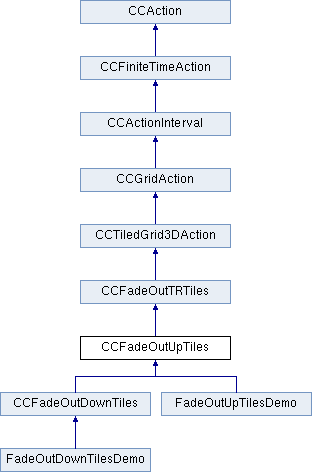 CCAction
CCFiniteTimeAction
CCActionInterval
CCGridAction
CCTiledGrid3DAction
CCFadeOutTRTiles
CCFadeOutUpTiles
CCFadeOutDownTiles
FadeOutUpTilesDemo
FadeOutDownTilesDemo